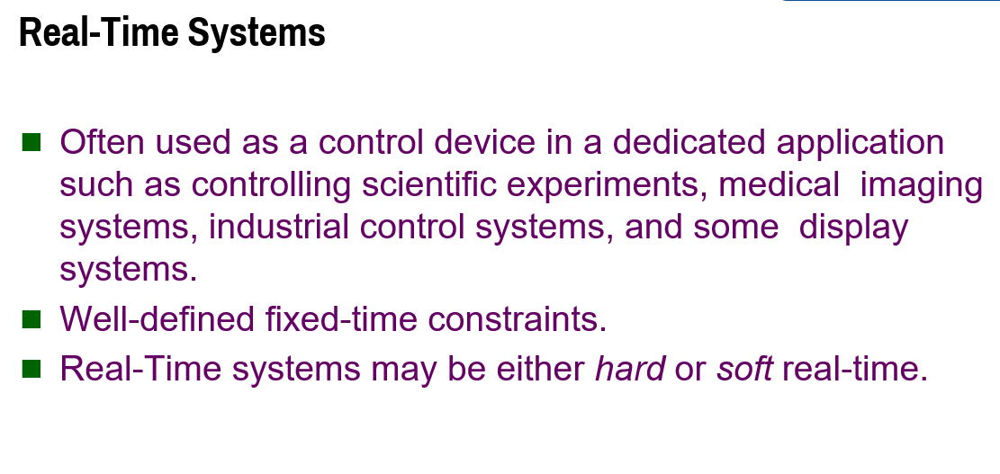 Real-Time Systems
Often used as a control device in a dedicated application
such as controlling scientific experiments, medical  imaging
systems, industrial control systems, and some  display
systems.
Well-defined fixed-time constraints.
Real-Time systems may be either hard or soft real-time.